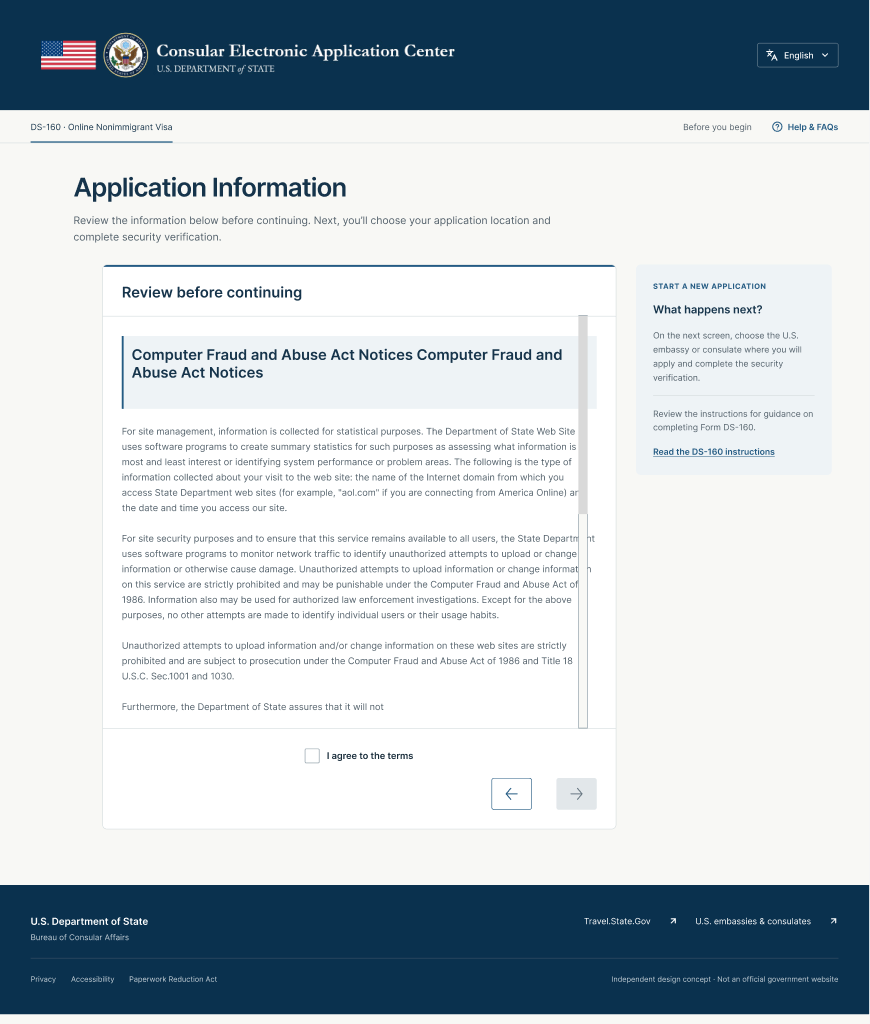 Consular Electronic Application Center
U.S. DEPARTMENT of STATE
English
DS-160 · Online Nonimmigrant Visa
Before you begin
Help & FAQs
Application Information
Review the information below before continuing. Next, you'll choose your application location and
complete security verification.
Review before continuing
Computer Fraud and Abuse Act Notices Computer Fraud and
Abuse Act Notices
For site management, information is collected for statistical purposes. The Department of State Web Site
uses software programs to create summary statistics for such purposes as assessing what information is
most and least interest or identifying system performance or problem areas. The following is the type of
information collected about your visit to the web site: the name of the Internet domain from which you
access State Department web sites (for example, "aol.com" if you are connecting from America Online) an
the date and time you access our site.
For site security purposes and to ensure that this service remains available to all users, the State Department
uses software programs to monitor network traffic to identify unauthorized attempts to upload or change
information or otherwise cause damage. Unauthorized attempts to upload information or change information
on this service are strictly prohibited and may be punishable under the Computer Fraud and Abuse Act of
1986. Information also may be used for authorized law enforcement investigations. Except for the above
purposes, no other attempts are made to identify individual users or their usage habits.
Unauthorized attempts to upload information and/or change information on these web sites are strictly
prohibited and are subject to prosecution under the Computer Fraud and Abuse Act of 1986 and Title 18
U.S.C. Sec.1001 and 1030.
Furthermore, the Department of State assures that it will not
I agree to the terms
START A NEW APPLICATION
What happens next?
On the next screen, choose the U.S.
embassy or consulate where you will
apply and complete the security
verification.
Review the instructions for guidance on
completing Form DS-160.
Read the DS-160 instructions
U.S. Department of State
Bureau of Consular Affairs
Travel.State.Gov
U.S. embassies & consulates
Privacy
Accessibility
Paperwork Reduction Act
Independent design concept · Not an official government website